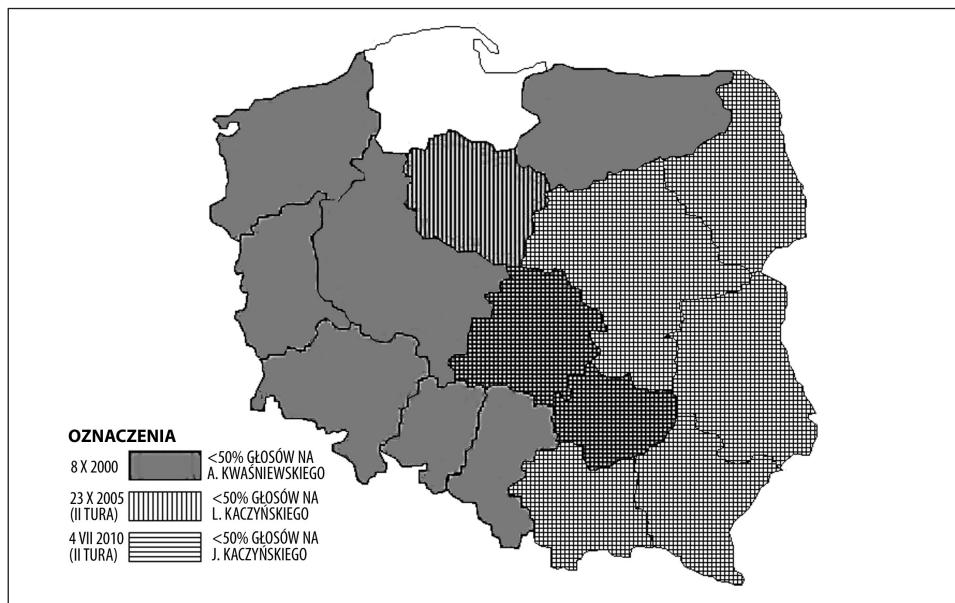 OZNACZENIA
8 X 2000
<50% GŁOSÓW NA
A. KWAŚNIEWSKIEGO
23 X 2005
(II TURA)
<50% GŁOSÓW NA
L. KACZYŃSKIEGO
4 VII 2010
(II TURA)
<50% GŁOSÓW NA
J. KACZYŃSKIEGO